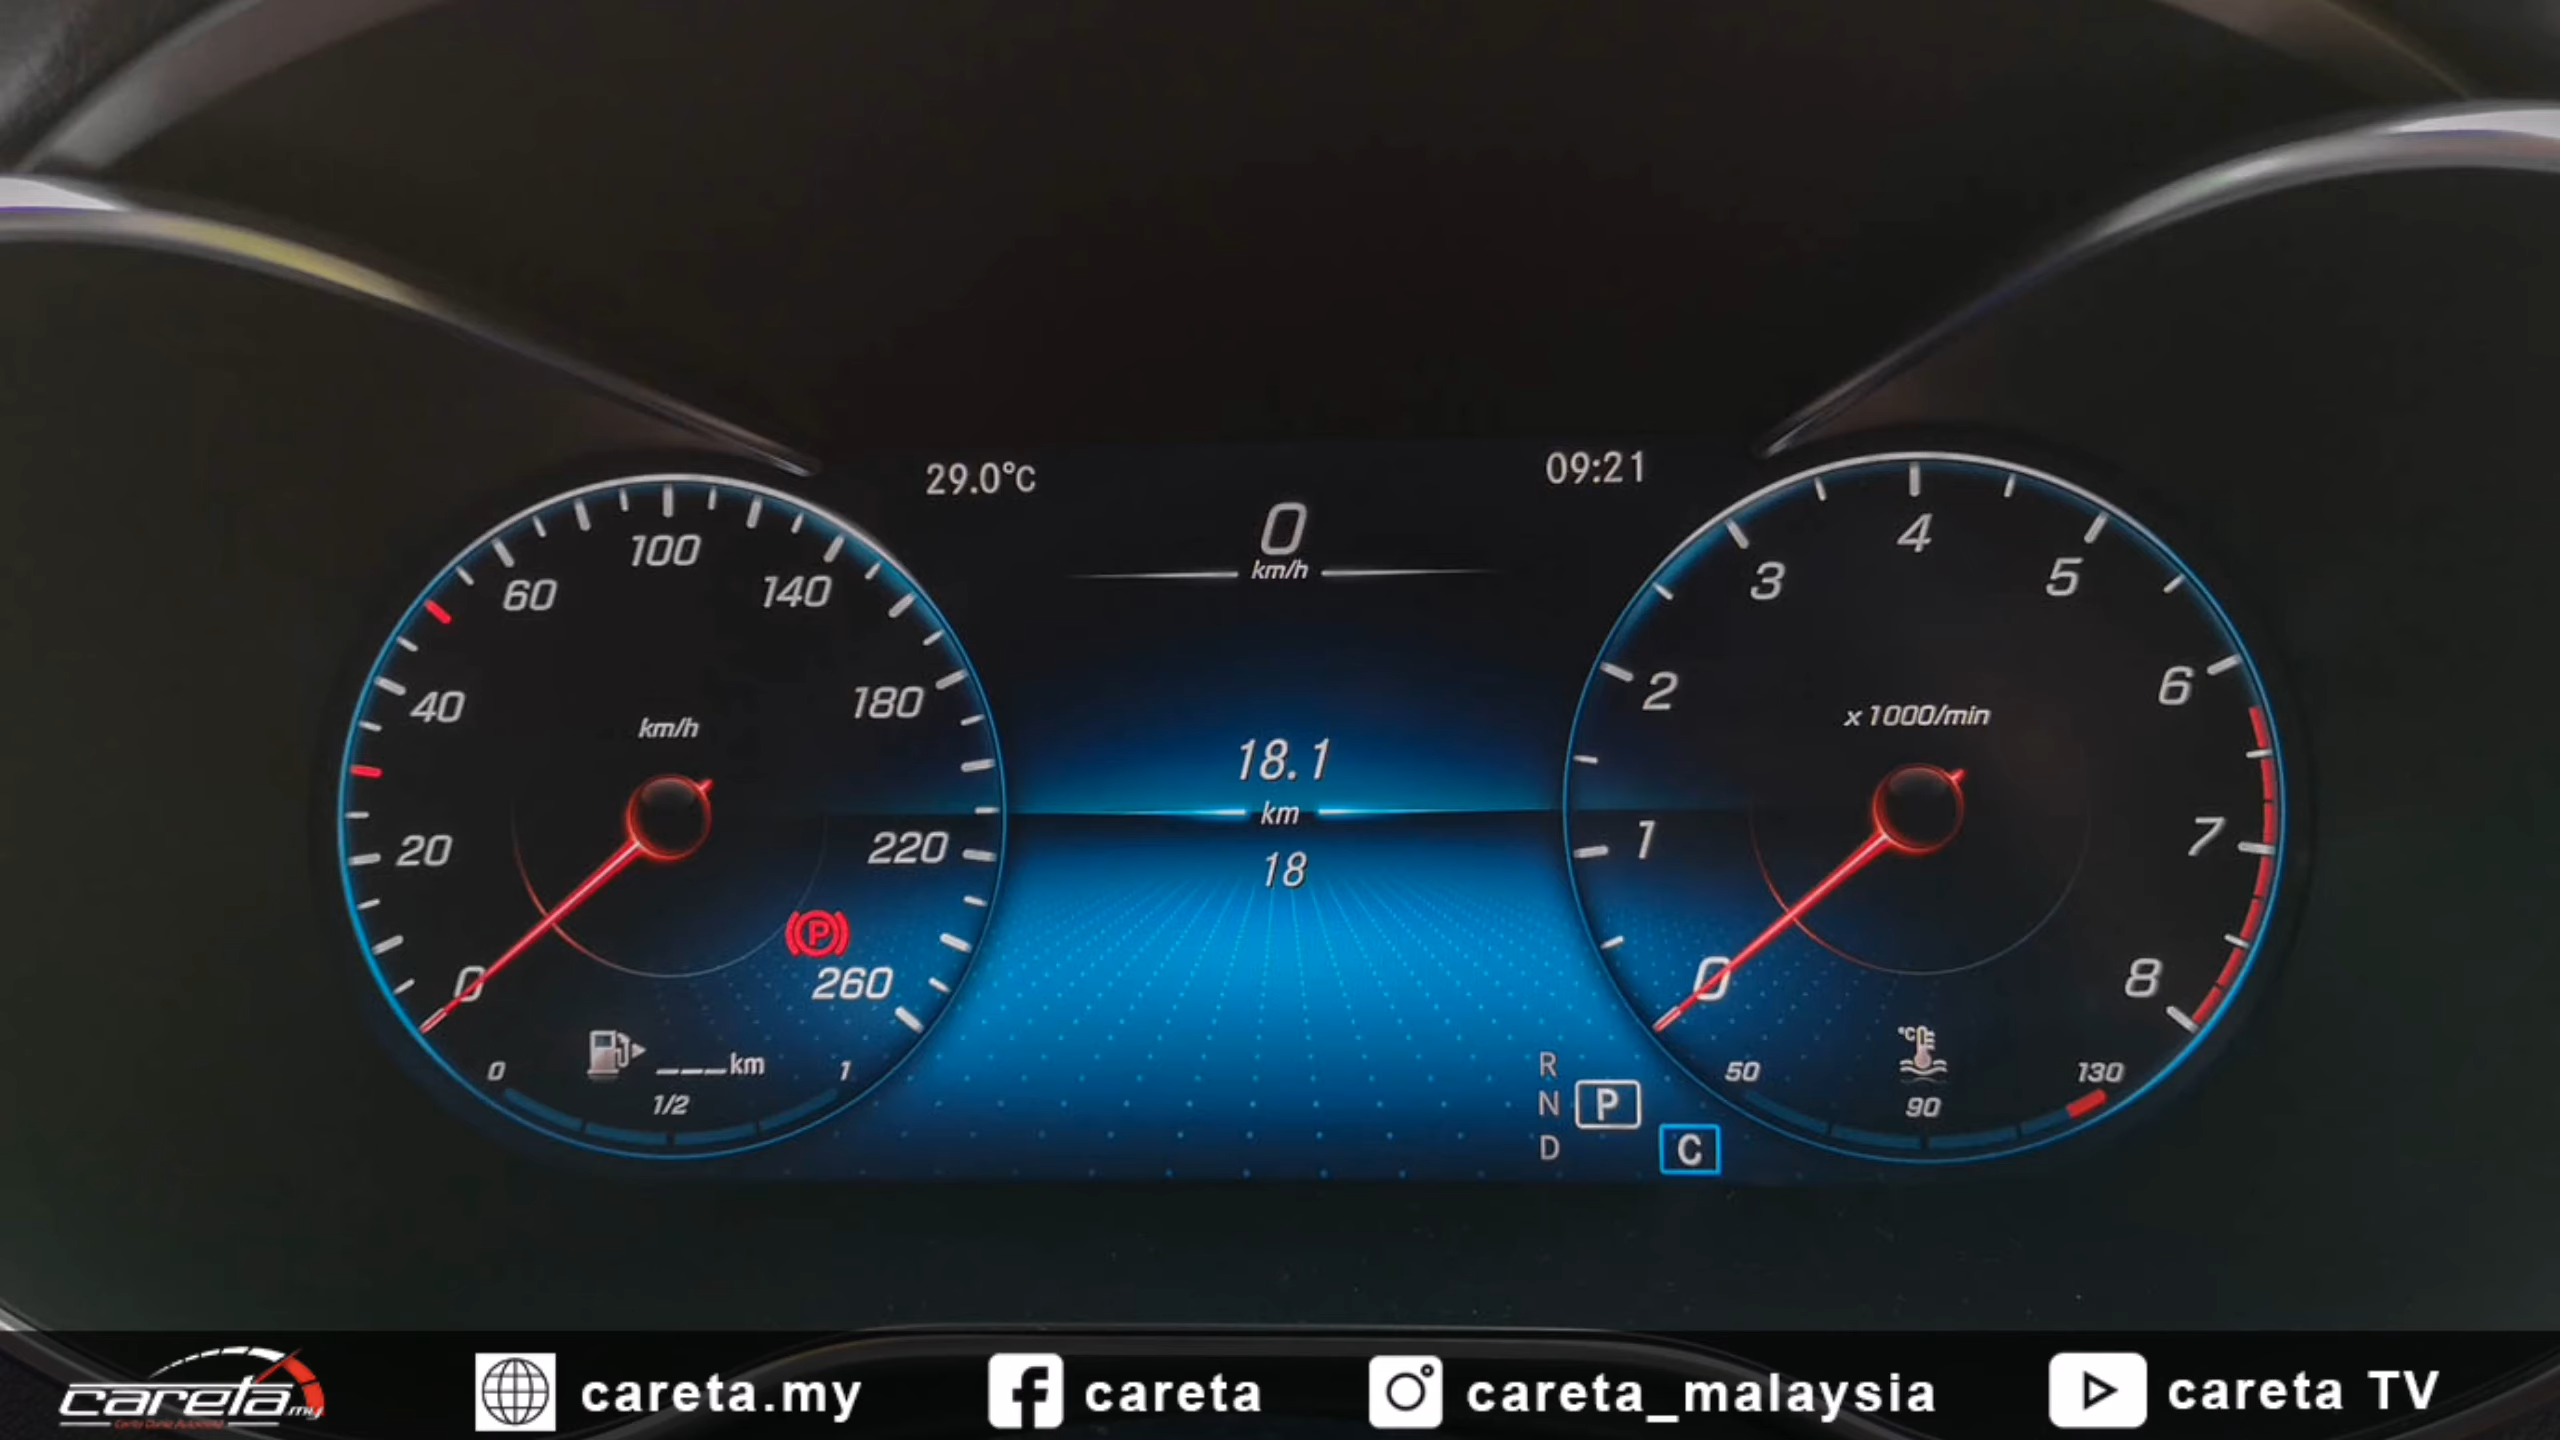 29.0°C
09:21
0
km/h
100
60
140
40
180
km/h
20
220
P
0
260
km
0
1
1/2
18.1
km
18
4
3
5
2
6
x 1000/min
1
7
0
8
°C
50
130
90
R
N
P
D
C
careta.my
careta.my
careta
careta_malaysia
careta TV